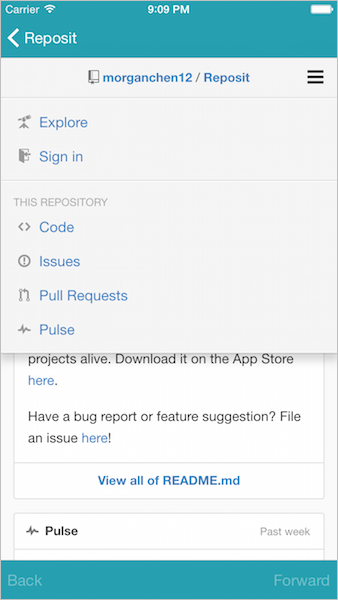 Carrier 9:09 PM
Reposit
morganchen12 / Reposit
Explore
Sign in
THIS REPOSITORY
Code
Issues
Pull Requests
Pulse
projects alive. Download it on the App Store
here.
Have a bug report or feature suggestion? File
an issue here!
View all of README.md
Pulse Past week
Back Forward